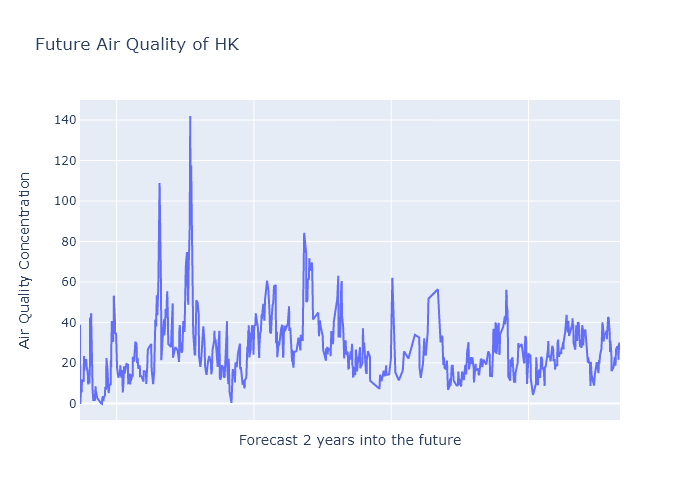 Future Air Quality of HK
140
120
100
80
60
40
20
0
Air Quality Concentration
Forecast 2 years into the future